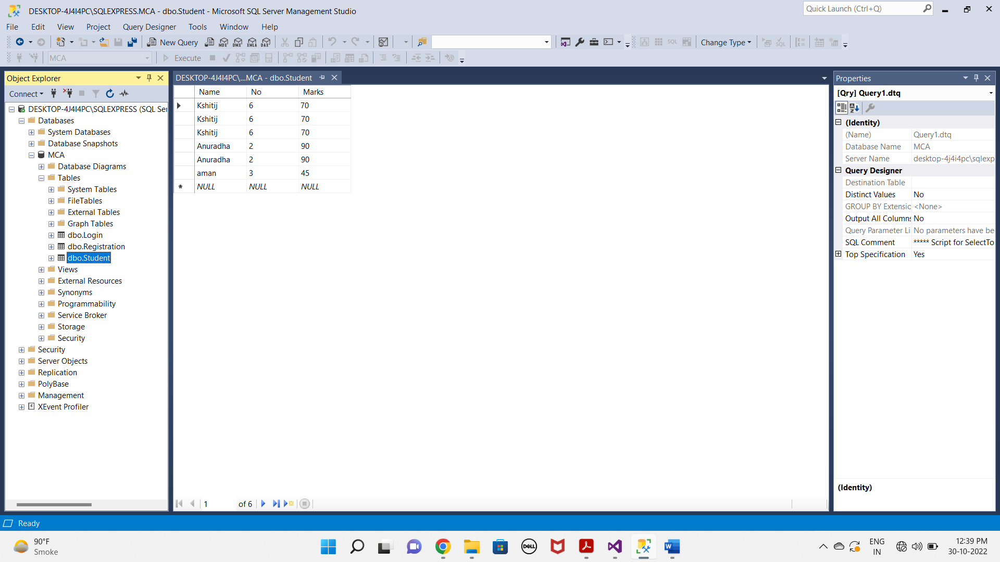 DESKTOP-4J4I4PC\SQLEXPRESS.MCA - dbo.Student - Microsoft SQL Server Management Studio
Quick Launch (Ctrl+Q)
File Edit View Project Query Designer Tools Window Help
New Query MDX DMX XMLA DAX SQL Change Type SQL
MCA Execute
Object Explorer
Connect
DESKTOP-4J4I4PC\SQLEXPRESS (SQL Ser
Databases
System Databases
Database Snapshots
MCA
Database Diagrams
Tables
System Tables
FileTables
External Tables
Graph Tables
dbo.Login
dbo.Registration
dbo.Student
Views
External Resources
Synonyms
Programmability
Service Broker
Storage
Security
Security
Server Objects
Replication
PolyBase
Management
XEvent Profiler
DESKTOP-4J4I4PC\...MCA - dbo.Student
Name No Marks
Kshitij 6 70
Kshitij 6 70
Kshitij 6 70
Anuradha 2 90
Anuradha 2 90
aman 3 45
* NULL NULL NULL
1 of 6
Properties
[Qry] Query1.dtq
(Identity)
(Name) Query1.dtq
Database Name MCA
Server Name desktop-4j4i4pc\sqlexp
Query Designer
Destination Table
Distinct Values No
GROUP BY Extensic <None>
Output All Columns No
Query Parameter Li No parameters have be
SQL Comment ***** Script for SelectTo
Top Specification Yes
(Identity)
Ready
90°F
Smoke
DELL
ENG
IN
12:39 PM
30-10-2022